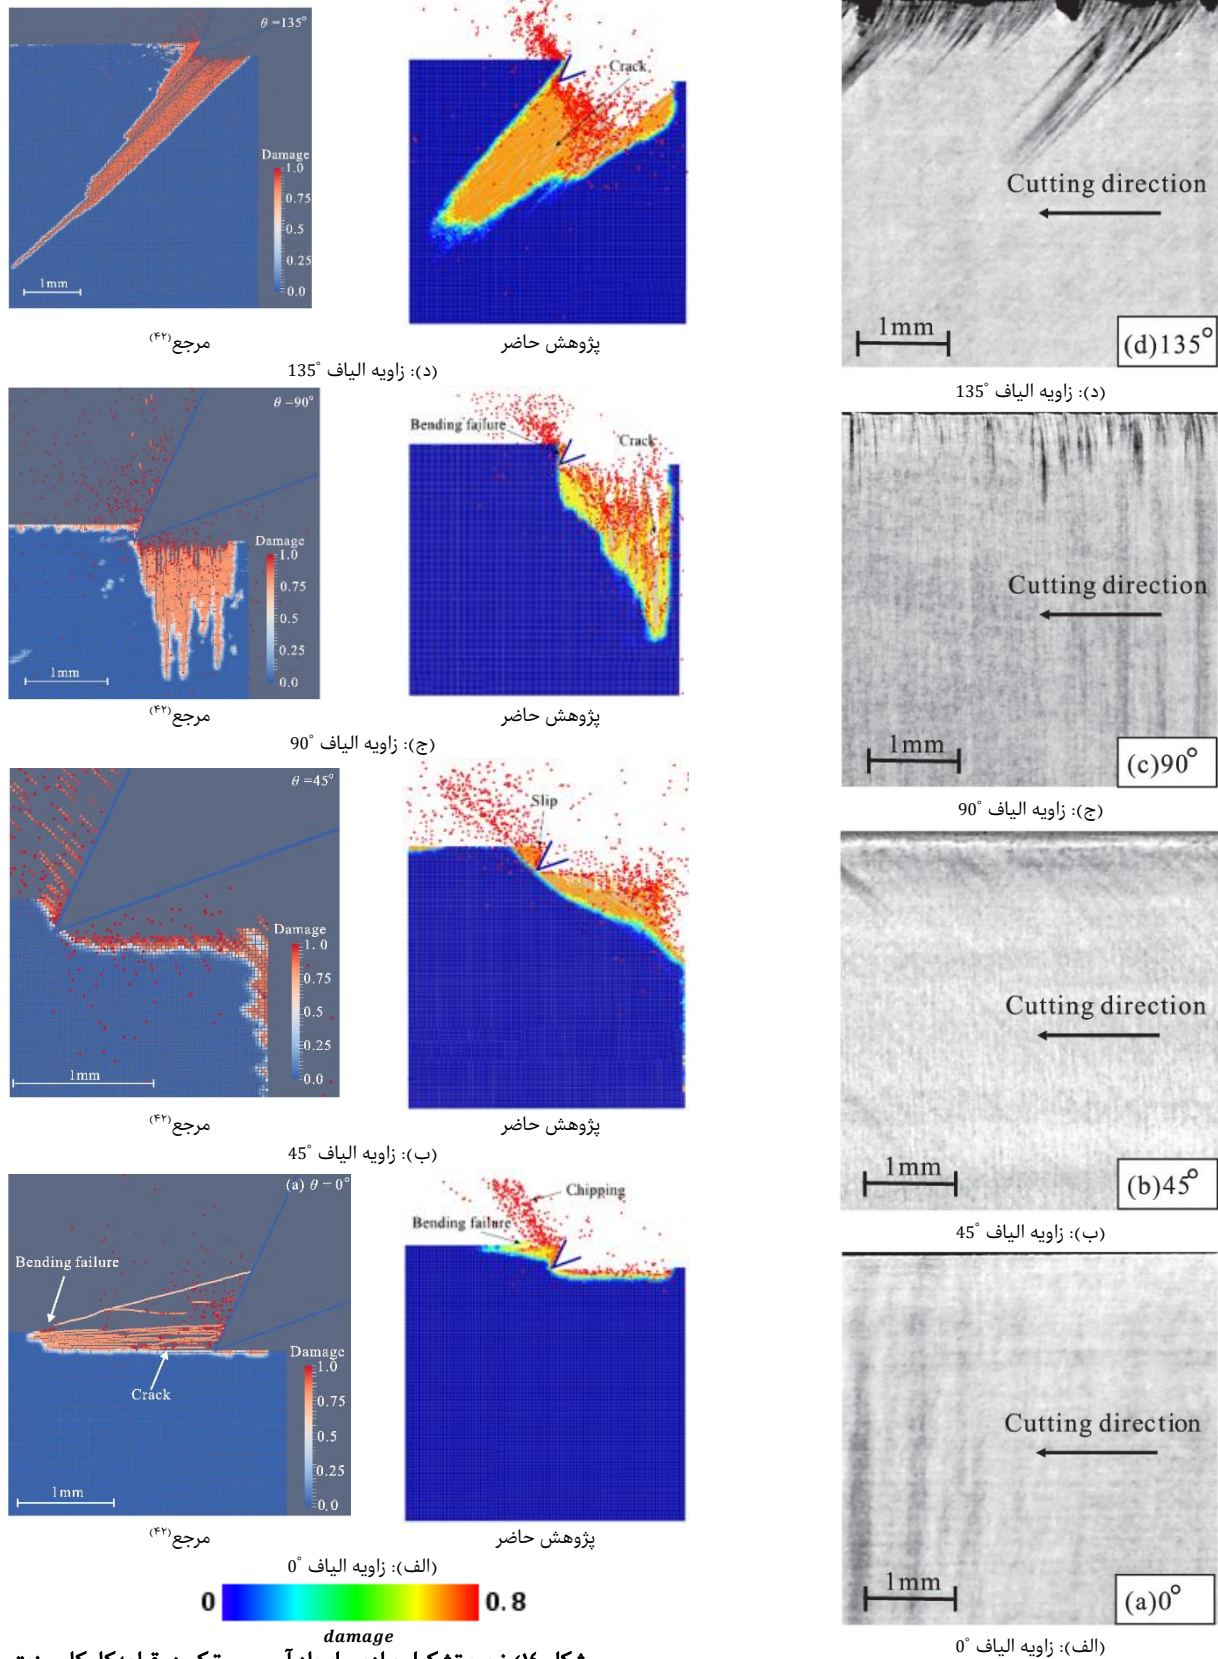 θ =135°
Damage
1.0
0.75
0.5
0.25
0.0
1mm
Crack
مرجع(۴۲)
پژوهش حاضر
(د): زاویه الیاف °135
θ =90°
Damage
1.0
0.75
0.5
0.25
0.0
1mm
Bending failure
Crack
مرجع(۴۲)
پژوهش حاضر
(ج): زاویه الیاف °90
θ =45°
Damage
1.0
0.75
0.5
0.25
0.0
1mm
Slip
مرجع(۴۲)
پژوهش حاضر
(ب): زاویه الیاف °45
(a) θ = 0°
Bending failure
Crack
Damage
1.0
0.75
0.5
0.25
0.0
1mm
Chipping
Bending failure
مرجع(۴۲)
پژوهش حاضر
(الف): زاویه الیاف °0
0
0.8
damage
Cutting direction
1mm
(d)135°
(د): زاویه الیاف °135
Cutting direction
1mm
(c)90°
(ج): زاویه الیاف °90
Cutting direction
1mm
(b)45°
(ب): زاویه الیاف °45
Cutting direction
1mm
(a)0°
(الف): زاویه الیاف °0